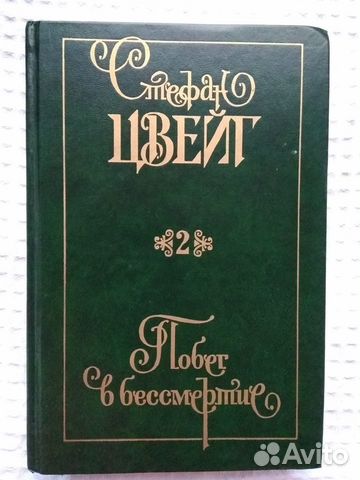 Стефан
ЦВЕЙГ
2
Побег
в бессмертие
Avito